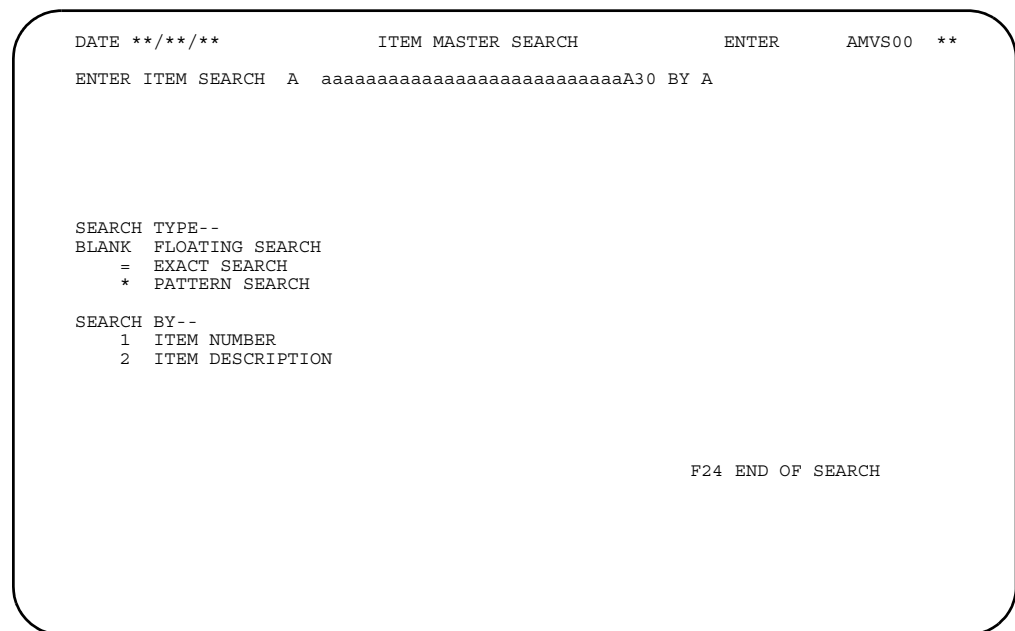 DATE **/**/** ITEM MASTER SEARCH ENTER AMVS00 **
ENTER ITEM SEARCH A aaaaaaaaaaaaaaaaaaaaaaaaaaaA30 BY A
SEARCH TYPE--
BLANK FLOATING SEARCH
= EXACT SEARCH
* PATTERN SEARCH
SEARCH BY--
1 ITEM NUMBER
2 ITEM DESCRIPTION
F24 END OF SEARCH